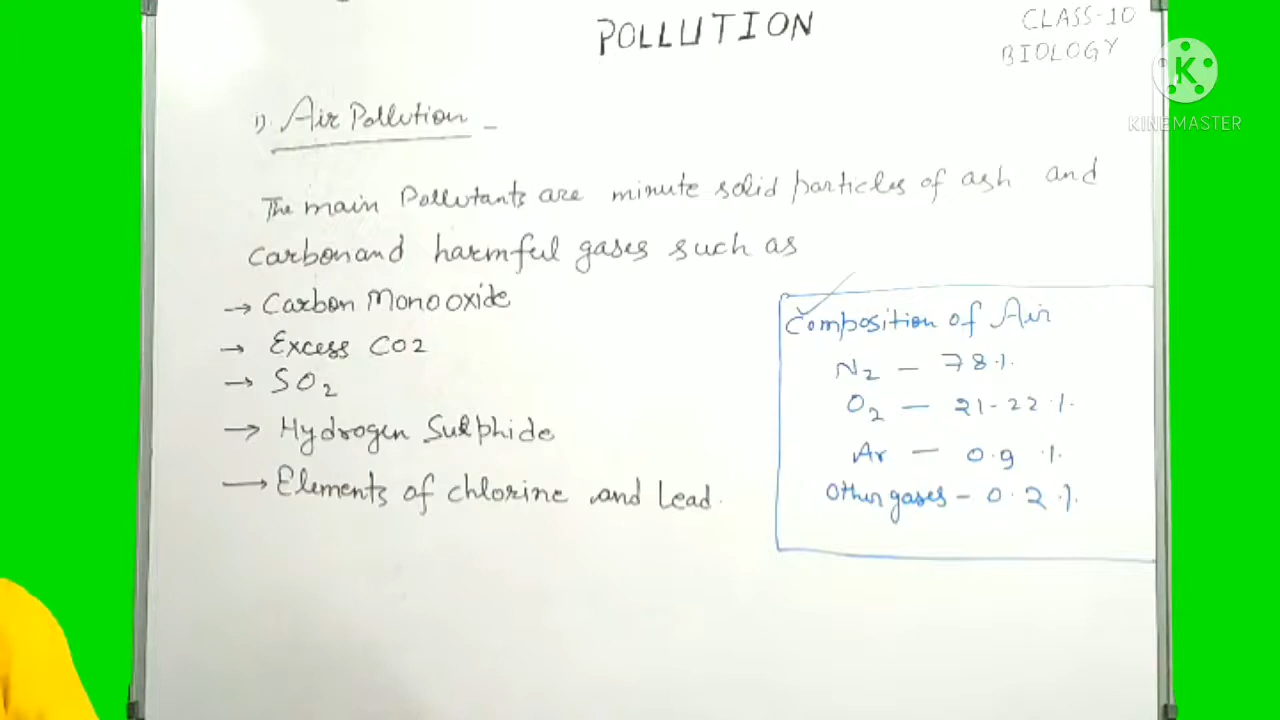 POLLUTION
CLASS-10
BIOLOGY
KINEMASTER
1). Air Pollution -
The main Pollutants are minute solid particles of ash and
Carbon and harmful gases such as
→ Carbon Monooxide
→ Excess CO2
→ SO2
→ Hydrogen Sulphide
→ Elements of chlorine and Lead.
Composition of Air
N2 - 78%
O2 - 21-22%
Ar - 0.9 %
Other gases - 0.2%